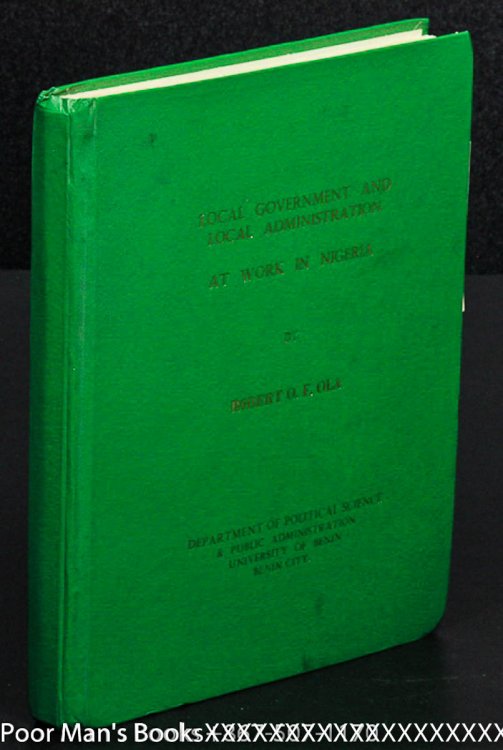 LOCAL GOVERNMENT AND
LOCAL ADMINISTRATION
AT WORK IN NIGERIA
BY
ROBERT O. F. OLA
DEPARTMENT OF POLITICAL SCIENCE
& PUBLIC ADMINISTRATION
UNIVERSITY OF BENIN
BENIN CITY.
Poor Man's Books